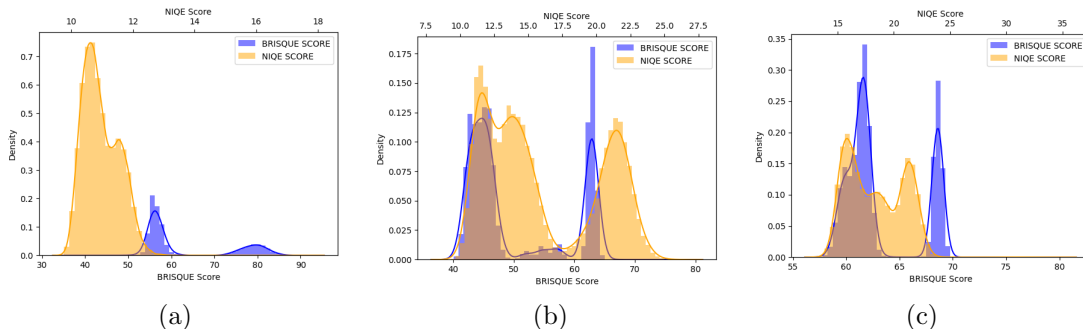 NIQE Score
10 12 14 16 18
BRISQUE SCORE
NIQE SCORE
0.7
0.6
0.5
0.4
0.3
0.2
0.1
0.0
Density
30 40 50 60 70 80 90
BRISQUE Score
(a)
NIQE Score
7.5 10.0 12.5 15.0 17.5 20.0 22.5 25.0 27.5
BRISQUE SCORE
NIQE SCORE
0.175
0.150
0.125
0.100
0.075
0.050
0.025
0.000
Density
40 50 60 70 80
BRISQUE Score
(b)
NIQE Score
15 20 25 30 35
BRISQUE SCORE
NIQE SCORE
0.35
0.30
0.25
0.20
0.15
0.10
0.05
0.00
Density
55 60 65 70 75 80
BRISQUE Score
(c)